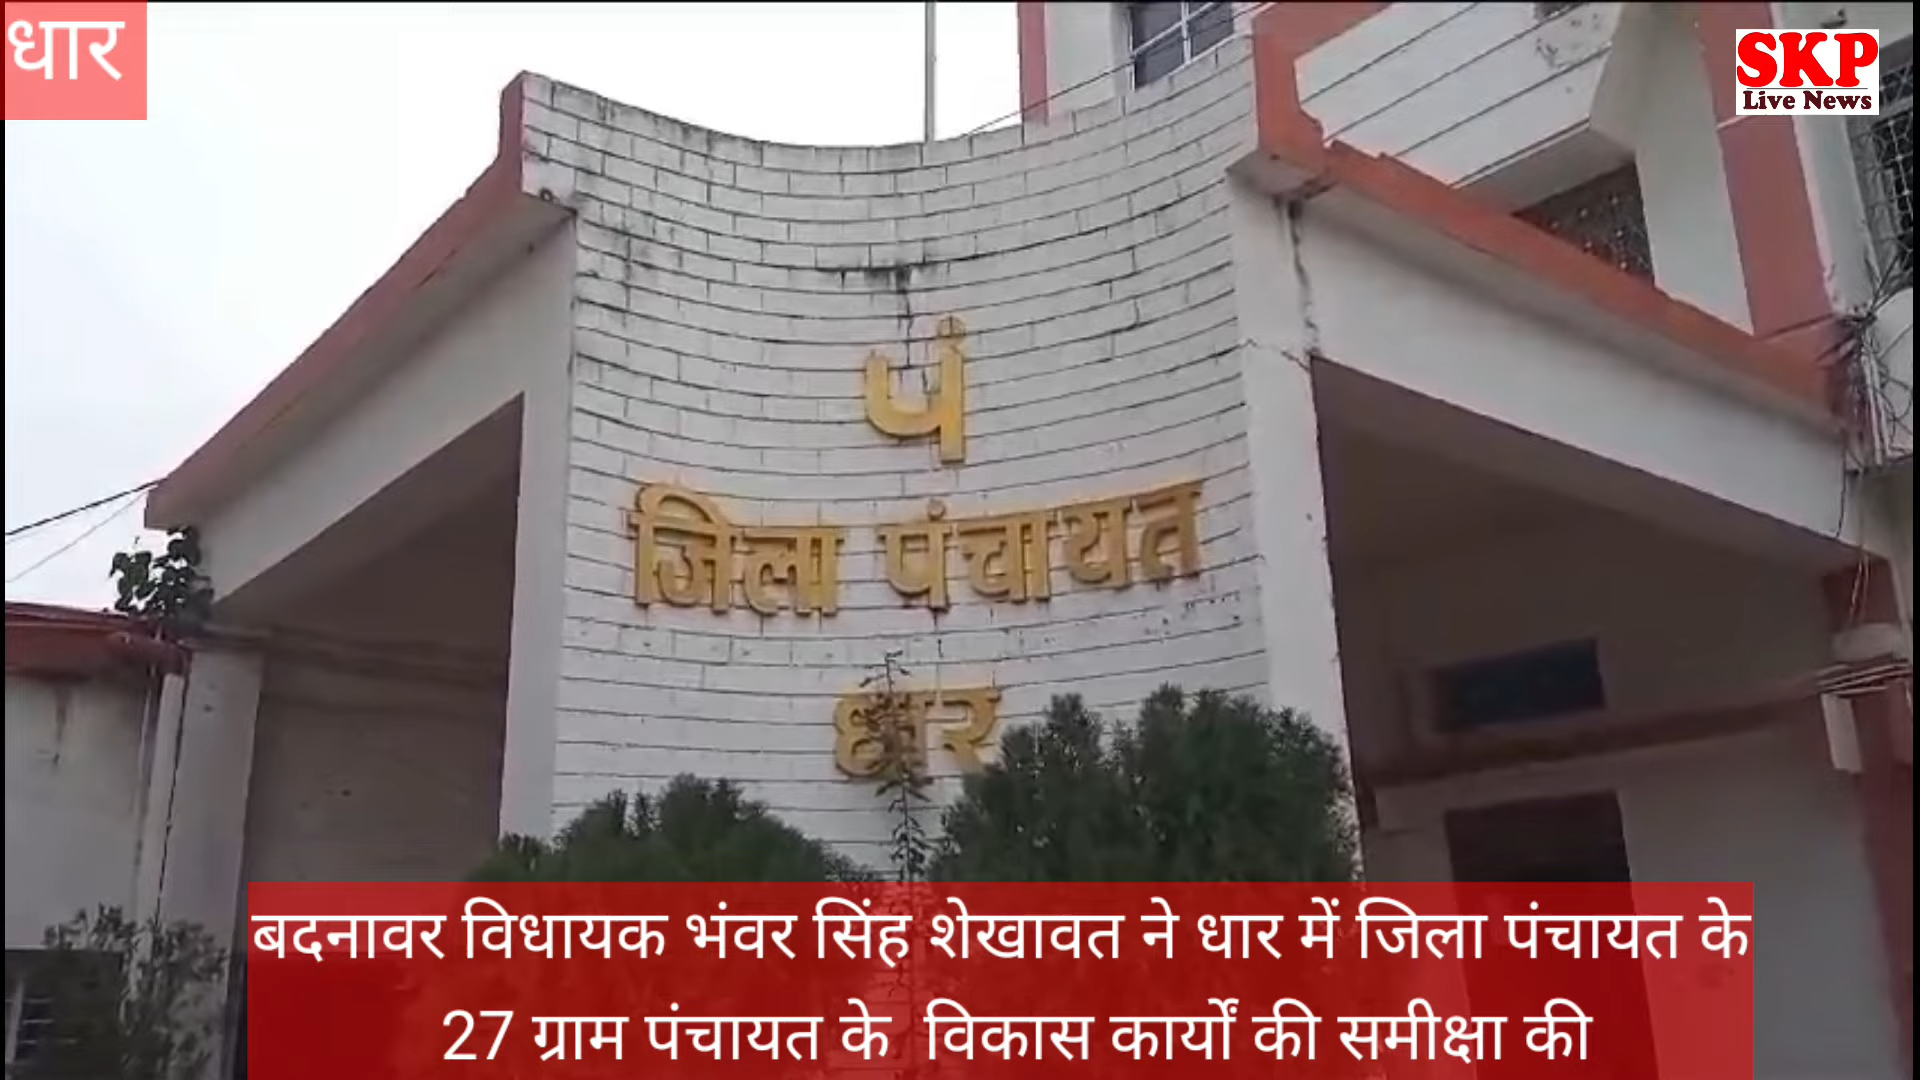 धार
SKP
Live News
पं
जिला पंचायत
धार
बदनावर विधायक भंवर सिंह शेखावत ने धार में जिला पंचायत के
27 ग्राम पंचायत के विकास कार्यों की समीक्षा की